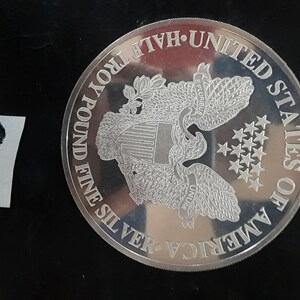 UNITED STATES OF AMERICA • HALF TROY POUND FINE SILVER •